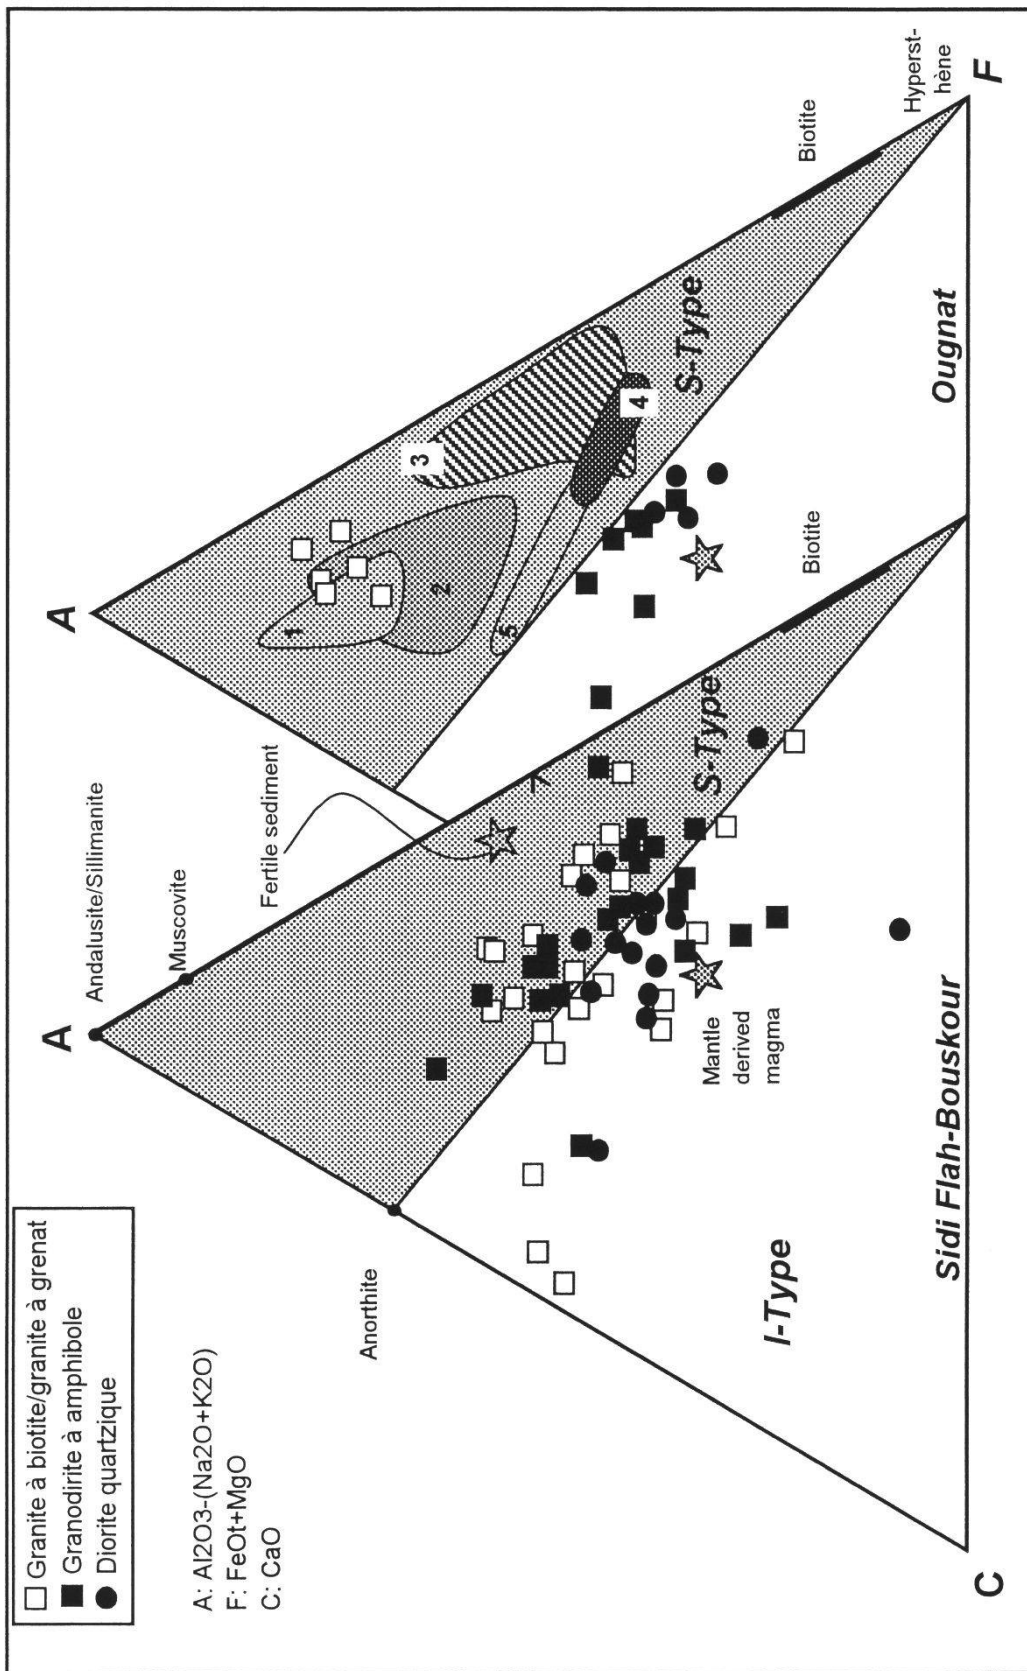 Granite à biotite/granite à grenat
Granodirite à amphibole
Diorite quartzique
A: Al2O3-(Na2O+K2O)
F: FeOt+MgO
C: CaO
A
Andalusite/Sillimanite
Muscovite
Fertile sediment
Anorthite
I-Type
S-Type
Mantle
derived
magma
Biotite
Sidi Flah-Bouskour
C
A
1
2
3
4
5
S-Type
Biotite
Hyperst-
hène
F
Ougnat